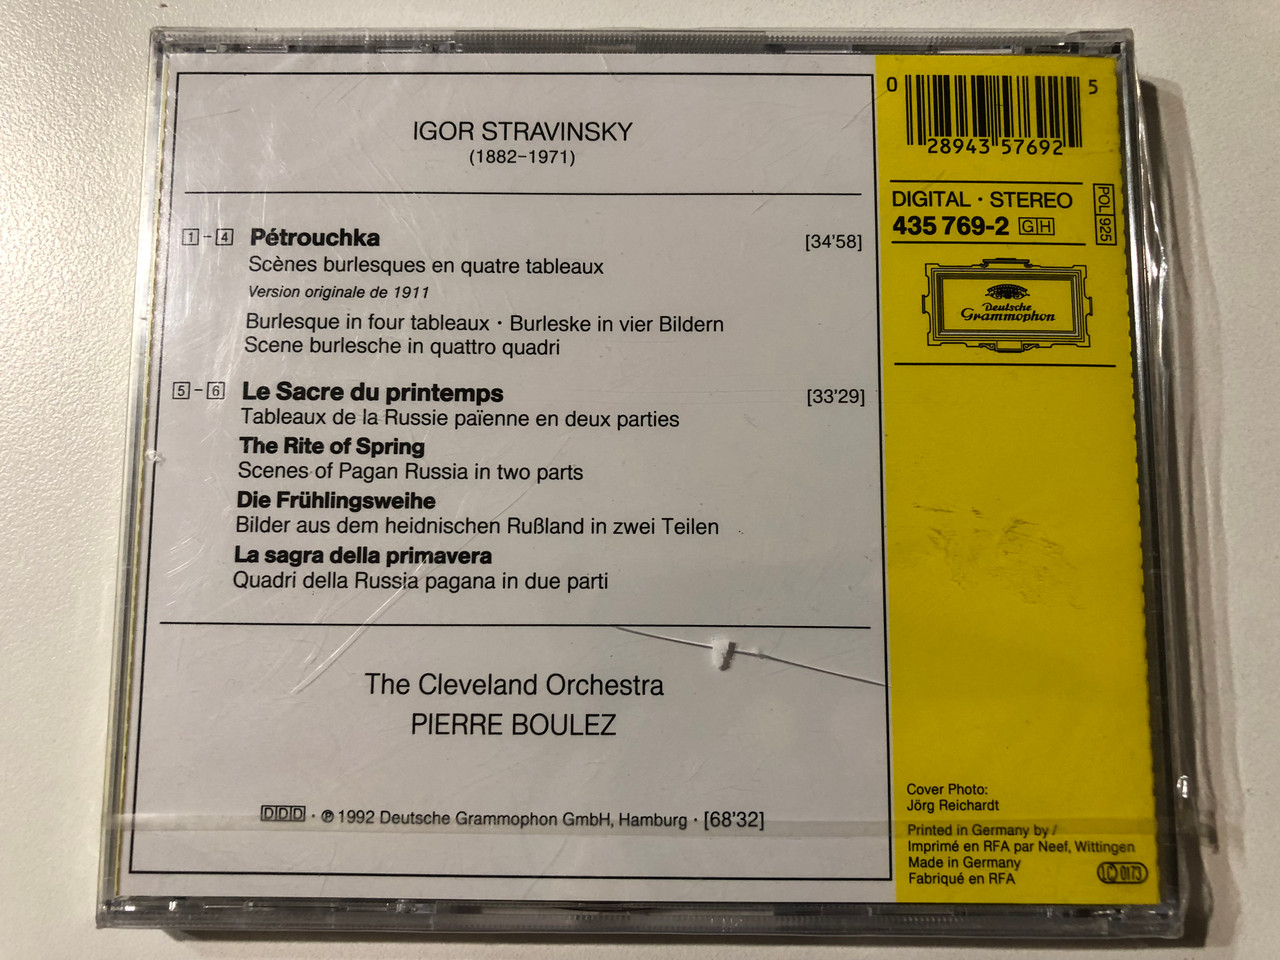 IGOR STRAVINSKY
(1882–1971)
1 – 4 Pétrouchka [34'58]
Scènes burlesques en quatre tableaux
Version originale de 1911
Burlesque in four tableaux · Burleske in vier Bildern
Scene burlesche in quattro quadri
5 – 6 Le Sacre du printemps [33'29]
Tableaux de la Russie païenne en deux parties
The Rite of Spring
Scenes of Pagan Russia in two parts
Die Frühlingsweihe
Bilder aus dem heidnischen Rußland in zwei Teilen
La sagra della primavera
Quadri della Russia pagana in due parti
The Cleveland Orchestra
PIERRE BOULEZ
DDD · ℗ 1992 Deutsche Grammophon GmbH, Hamburg · [68'32]
0 28943 57692 5
DIGITAL · STEREO
435 769-2 GH
POL 925
Deutsche
Grammophon
Cover Photo:
Jörg Reichardt
Printed in Germany by /
Imprimé en RFA par Neef, Wittingen
Made in Germany
Fabriqué en RFA
LC 0173